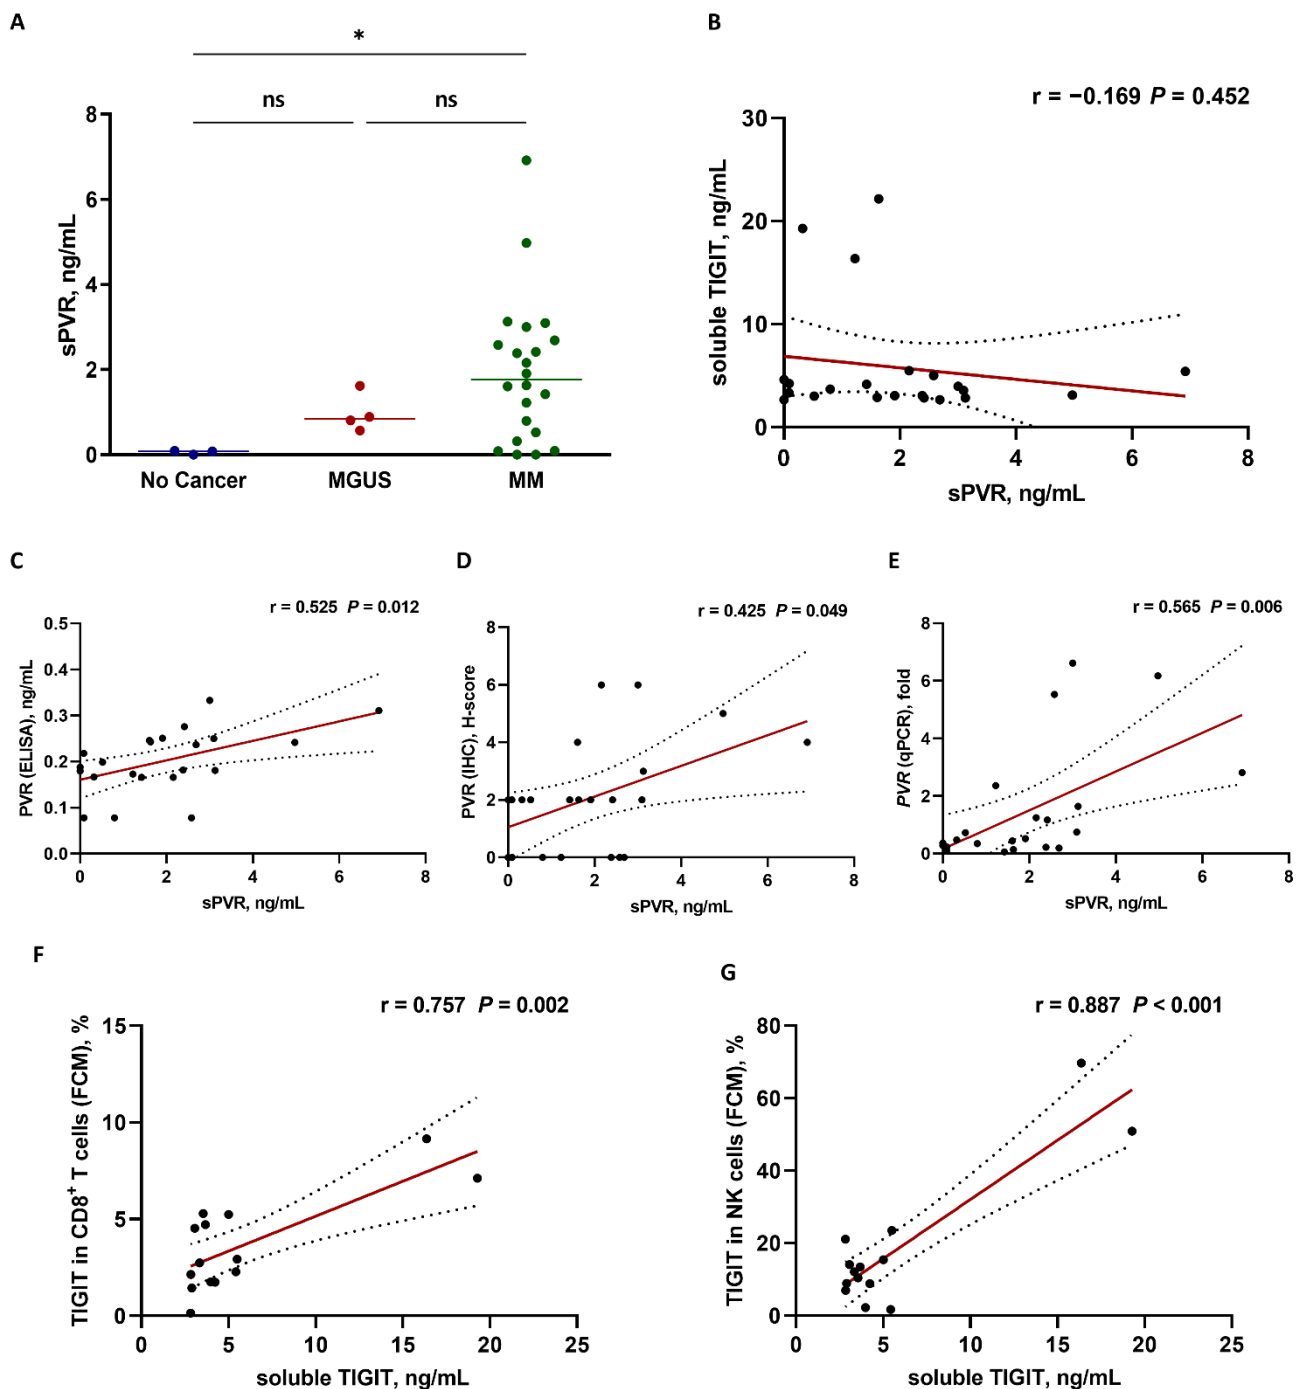 A
*
ns ns
8
6
4
2
0
sPVR, ng/mL
No Cancer MGUS MM
B
r = −0.169 P = 0.452
30
20
10
0
soluble TIGIT, ng/mL
0 2 4 6 8
sPVR, ng/mL
C
r = 0.525 P = 0.012
0.5
0.4
0.3
0.2
0.1
0.0
PVR (ELISA), ng/mL
0 2 4 6 8
sPVR, ng/mL
D
r = 0.425 P = 0.049
8
6
4
2
0
PVR (IHC), H-score
0 2 4 6 8
sPVR, ng/mL
E
r = 0.565 P = 0.006
8
6
4
2
0
PVR (qPCR), fold
0 2 4 6 8
sPVR, ng/mL
F
r = 0.757 P = 0.002
15
10
5
0
TIGIT in CD8⁺ T cells (FCM), %
0 5 10 15 20 25
soluble TIGIT, ng/mL
G
r = 0.887 P < 0.001
80
60
40
20
0
TIGIT in NK cells (FCM), %
0 5 10 15 20 25
soluble TIGIT, ng/mL